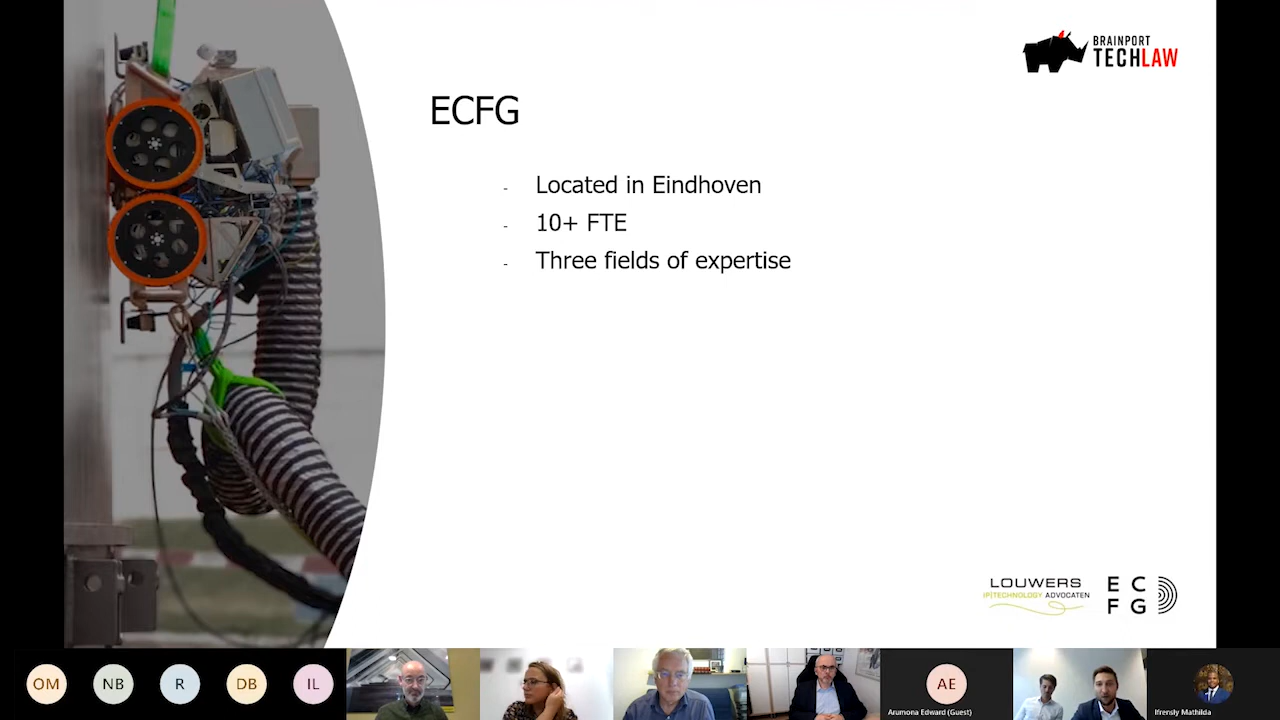 BRAINPORT
TECHLAW
ECFG
- Located in Eindhoven
- 10+ FTE
- Three fields of expertise
LOUWERS
IP|TECHNOLOGY ADVOCATEN
E C
F G
OM
NB
R
DB
IL
AE
Arumona Edward (Guest)
Ifrensly Mathilda